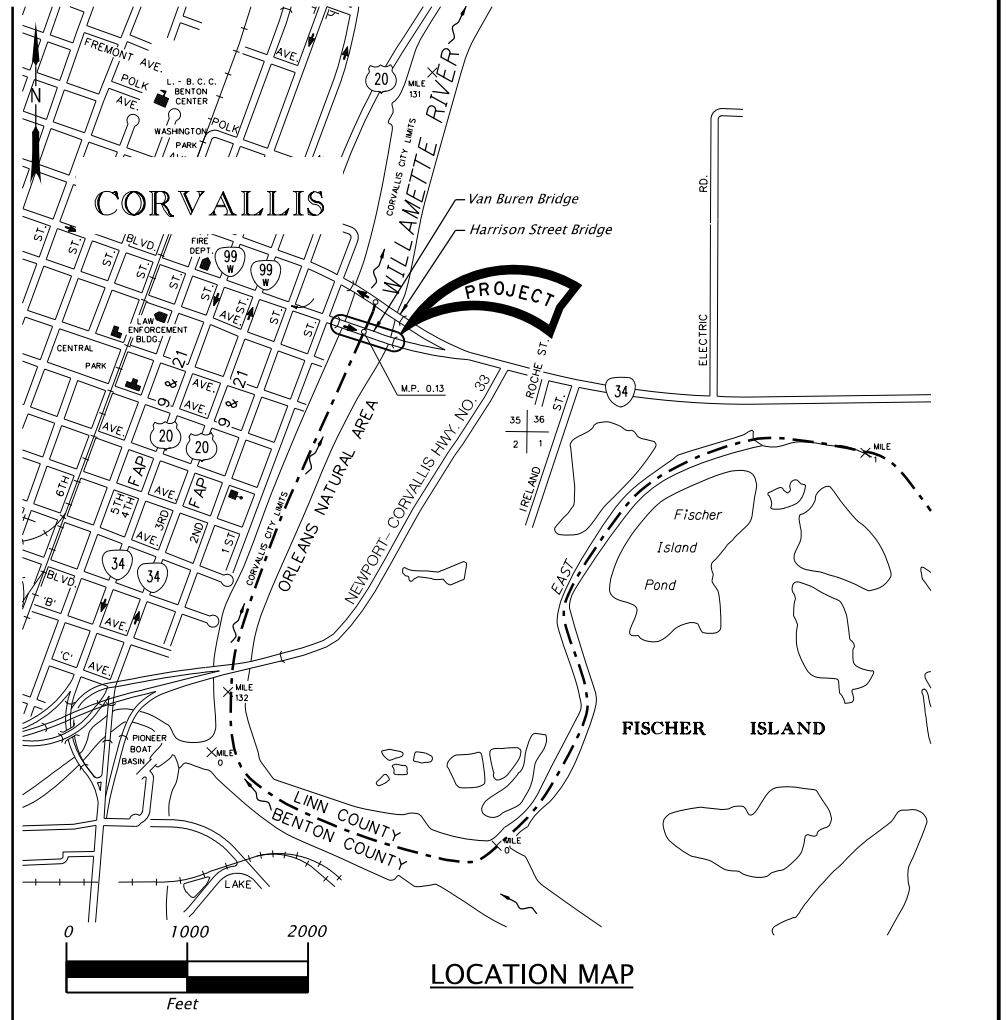 AVE.
FREMONT AVE.
POLK
AVE.
L. - B. C. C.
BENTON
CENTER
WASHINGTON
PARK
POLK
N
20
MILE
131
CORVALLIS CITY LIMITS
WILLAMETTE RIVER
CORVALLIS
Van Buren Bridge
Harrison Street Bridge
PROJECT
BLVD.
FIRE
DEPT.
99
W
99
W
ST.
ST.
ST.
ST.
ST.
ST.
ST.
ST.
AVE.
LAW
ENFORCEMENT
BLDG.
CENTRAL
PARK
M.P. 0.13
9 & 21
9 & 21
AVE.
AVE.
AVE.
20
20
FAP
FAP
AVE.
AVE.
6TH
5TH
4TH
3RD
2ND
1 ST
34
34
BLVD.
'B'
AVE.
'C'
AVE.
CORVALLIS CITY LIMITS
ORLEANS NATURAL AREA
NEWPORT- CORVALLIS HWY. NO. 33
ROCHE ST.
IRELAND
ST.
35 36
2 1
34
ELECTRIC
RD.
MILE
1
EAST
Fischer
Island
Pond
FISCHER ISLAND
MILE
132
MILE
0
PIONEER
BOAT
BASIN
LINN COUNTY
BENTON COUNTY
MILE
0
LAKE
0 1000 2000
Feet
LOCATION MAP